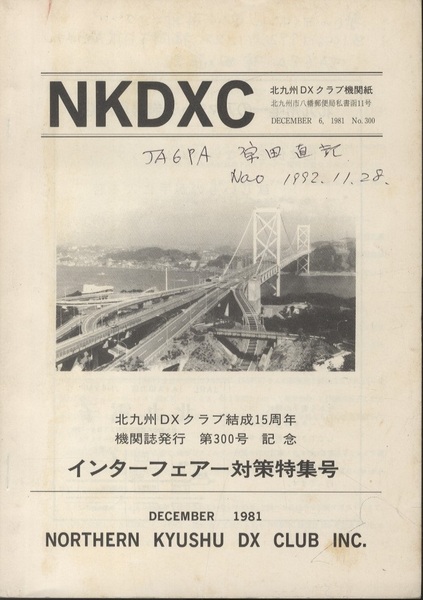 NKDXC
北九州DXクラブ機関紙
北九州市八幡郵便局私書函11号
DECEMBER 6, 1981 No.300
JA6PA 直記
Nao 1992.11.28.
北九州DXクラブ結成15周年
機関誌発行 第300号 記念
インターフェアー対策特集号
DECEMBER 1981
NORTHERN KYUSHU DX CLUB INC.